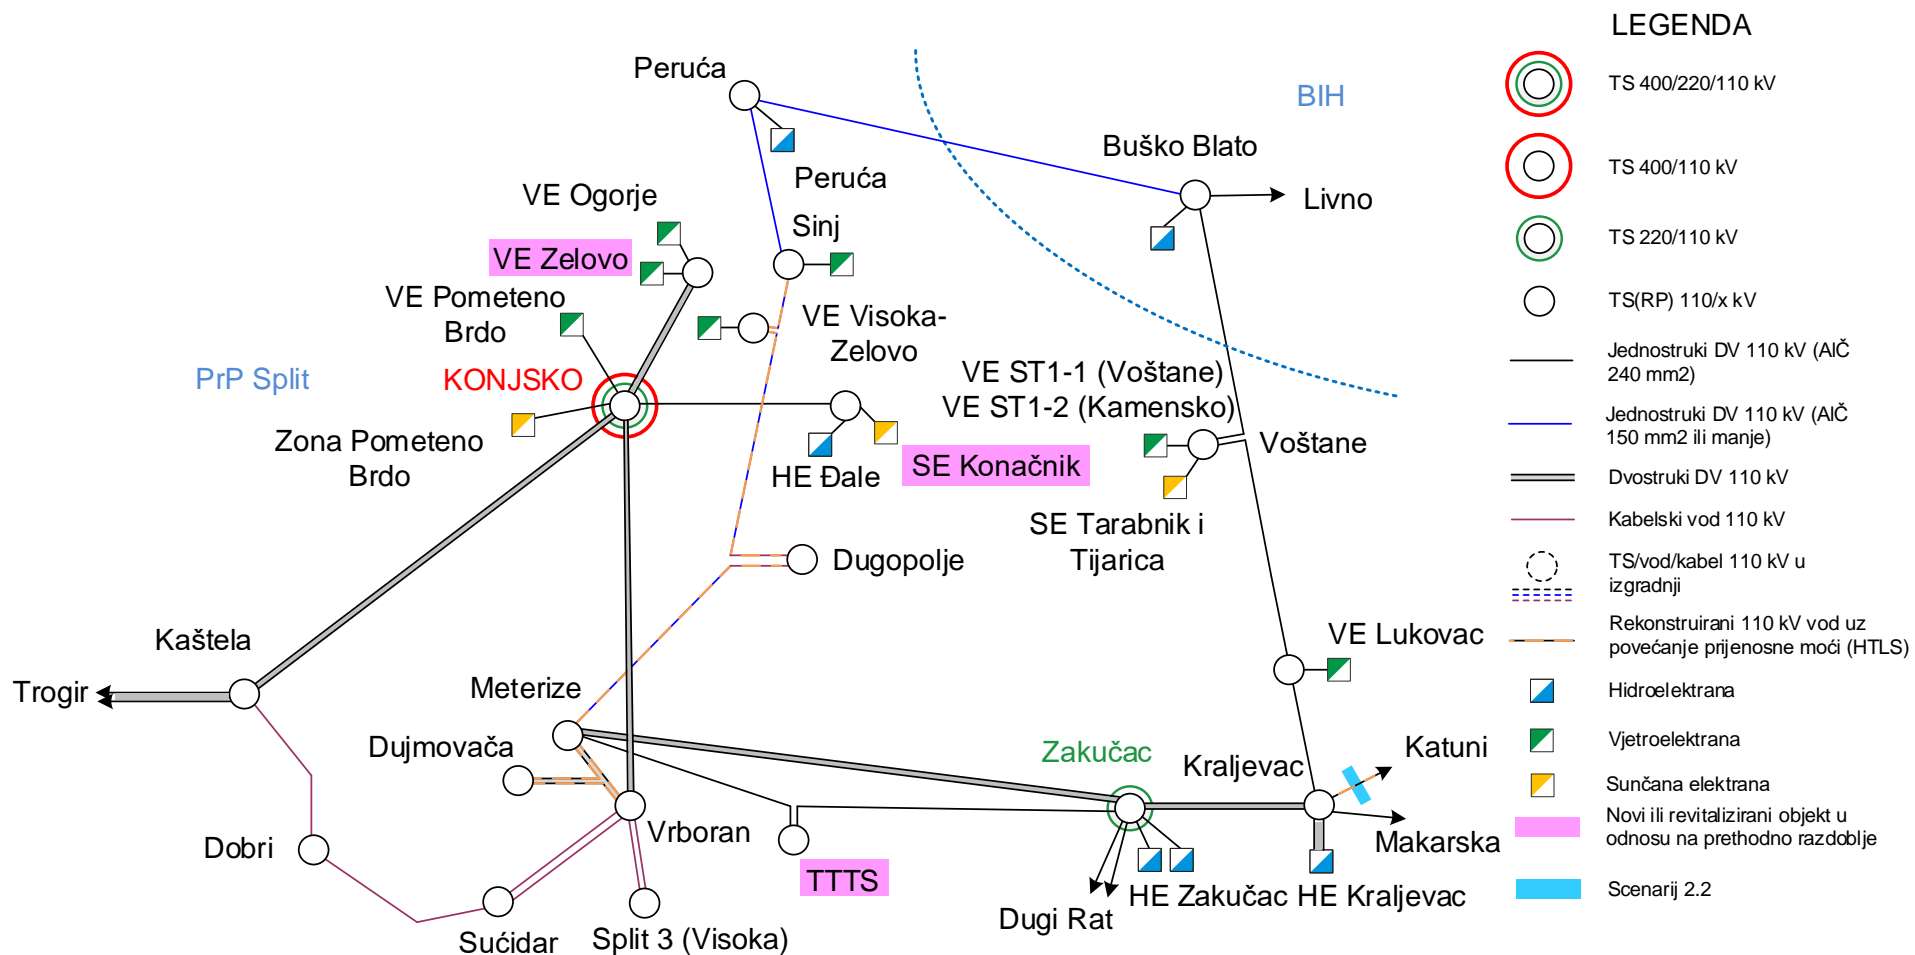 LEGENDA
TS 400/220/110 kV
TS 400/110 kV
TS 220/110 kV
TS(RP) 110/x kV
Jednostruki DV 110 kV (AlČ
240 mm2)
Jednostruki DV 110 kV (AlČ
150 mm2 ili manje)
Dvostruki DV 110 kV
Kabelski vod 110 kV
TS/vod/kabel 110 kV u
izgradnji
Rekonstruirani 110 kV vod uz
povećanje prijenosne moći (HTLS)
Hidroelektrana
Vjetroelektrana
Sunčana elektrana
Novi ili revitalizirani objekt u
odnosu na prethodno razdoblje
Scenarij 2.2
Peruća
BIH
Buško Blato
Peruća
Livno
VE Ogorje
Sinj
VE Zelovo
VE Pometeno
Brdo
VE Visoka-
Zelovo
PrP Split
KONJSKO
VE ST1-1 (Voštane)
VE ST1-2 (Kamensko)
Zona Pometeno
Brdo
Voštane
HE Đale
SE Konačnik
SE Tarabnik i
Tijarica
Dugopolje
Kaštela
VE Lukovac
Trogir
Meterize
Dujmovača
Zakučac
Kraljevac
Katuni
Vrboran
Makarska
Dobri
TTTS
HE Zakučac
HE Kraljevac
Dugi Rat
Sućidar
Split 3 (Visoka)